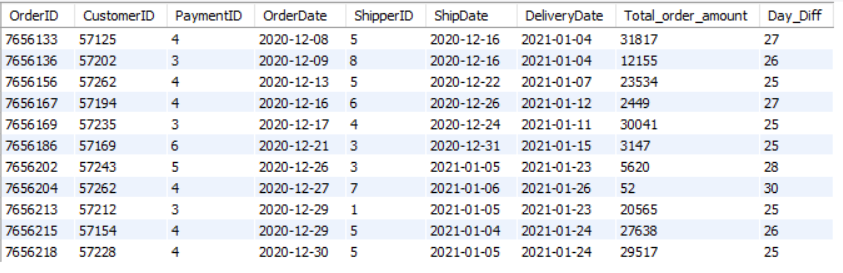 OrderID CustomerID PaymentID OrderDate ShipperID ShipDate DeliveryDate Total_order_amount Day_Diff
7656133 57125 4 2020-12-08 5 2020-12-16 2021-01-04 31817 27
7656136 57202 3 2020-12-09 8 2020-12-16 2021-01-04 12155 26
7656156 57262 4 2020-12-13 5 2020-12-22 2021-01-07 23534 25
7656167 57194 4 2020-12-16 6 2020-12-26 2021-01-12 2449 27
7656169 57235 3 2020-12-17 4 2020-12-24 2021-01-11 30041 25
7656186 57169 6 2020-12-21 3 2020-12-31 2021-01-15 3147 25
7656202 57243 5 2020-12-26 3 2021-01-05 2021-01-23 5620 28
7656204 57262 4 2020-12-27 7 2021-01-06 2021-01-26 52 30
7656213 57212 3 2020-12-29 1 2021-01-05 2021-01-23 20565 25
7656215 57154 4 2020-12-29 5 2021-01-04 2021-01-24 27638 26
7656218 57228 4 2020-12-30 5 2021-01-05 2021-01-24 29517 25